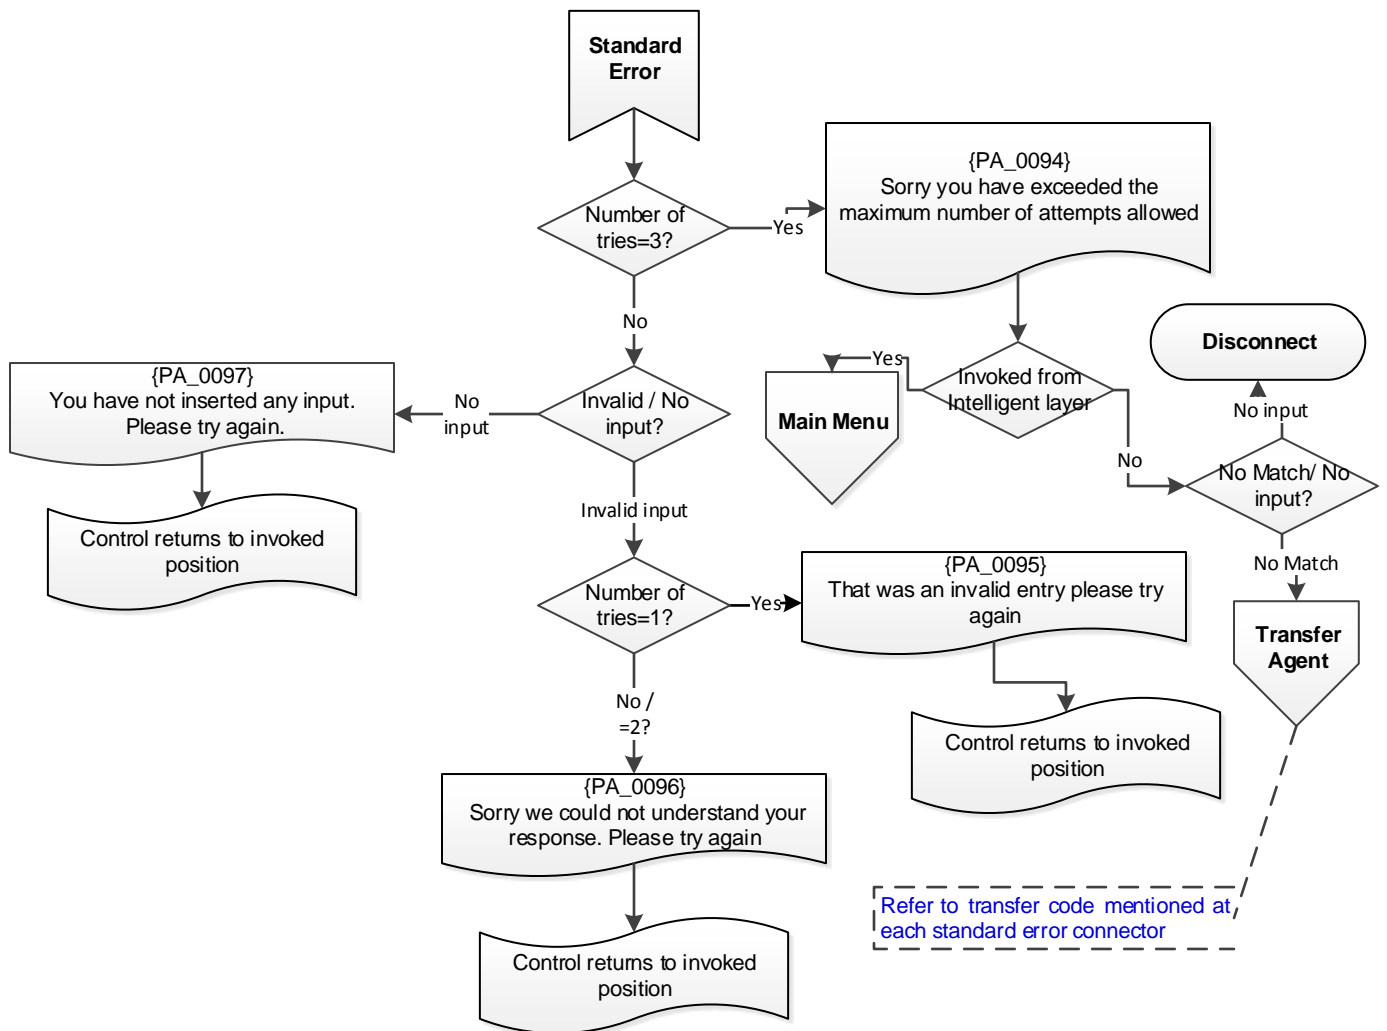 Standard
Error
Number of
tries=3?
Yes
{PA_0094}
Sorry you have exceeded the
maximum number of attempts allowed
No
Invalid / No
input?
No
input
{PA_0097}
You have not inserted any input.
Please try again.
Control returns to invoked
position
Invoked from
Intelligent layer
Yes
Main Menu
No
No Match/ No
input?
No input
Disconnect
No Match
Transfer
Agent
Refer to transfer code mentioned at
each standard error connector
Invalid input
Number of
tries=1?
Yes
{PA_0095}
That was an invalid entry please try
again
Control returns to invoked
position
No /
=2?
{PA_0096}
Sorry we could not understand your
response. Please try again
Control returns to invoked
position